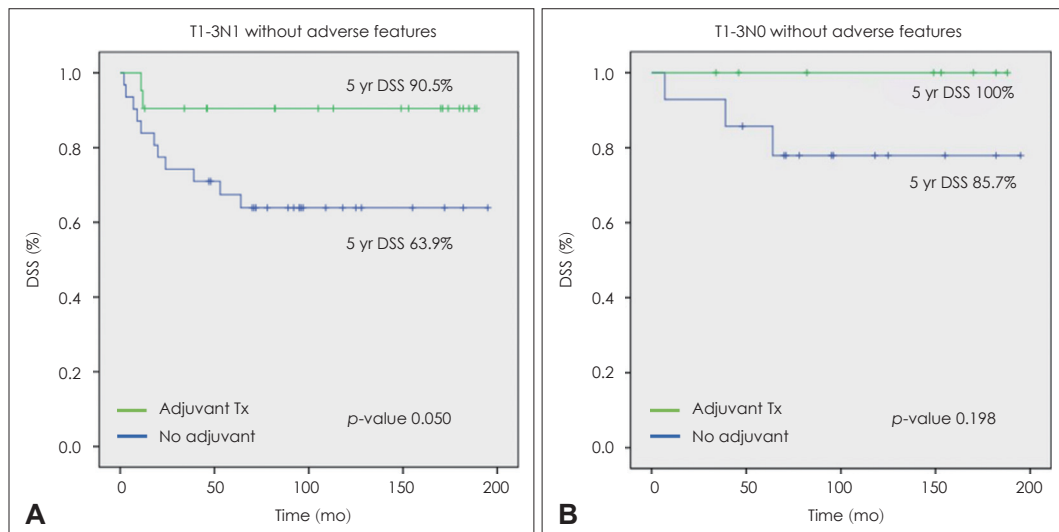 T1-3N1 without adverse features
1.0
0.8
0.6
0.4
0.2
0.0
DSS (%)
5 yr DSS 90.5%
5 yr DSS 63.9%
Adjuvant Tx
No adjuvant
p-value 0.050
0 50 100 150 200
Time (mo)
A
T1-3N0 without adverse features
1.0
0.8
0.6
0.4
0.2
0.0
DSS (%)
5 yr DSS 100%
5 yr DSS 85.7%
Adjuvant Tx
No adjuvant
p-value 0.198
0 50 100 150 200
Time (mo)
B